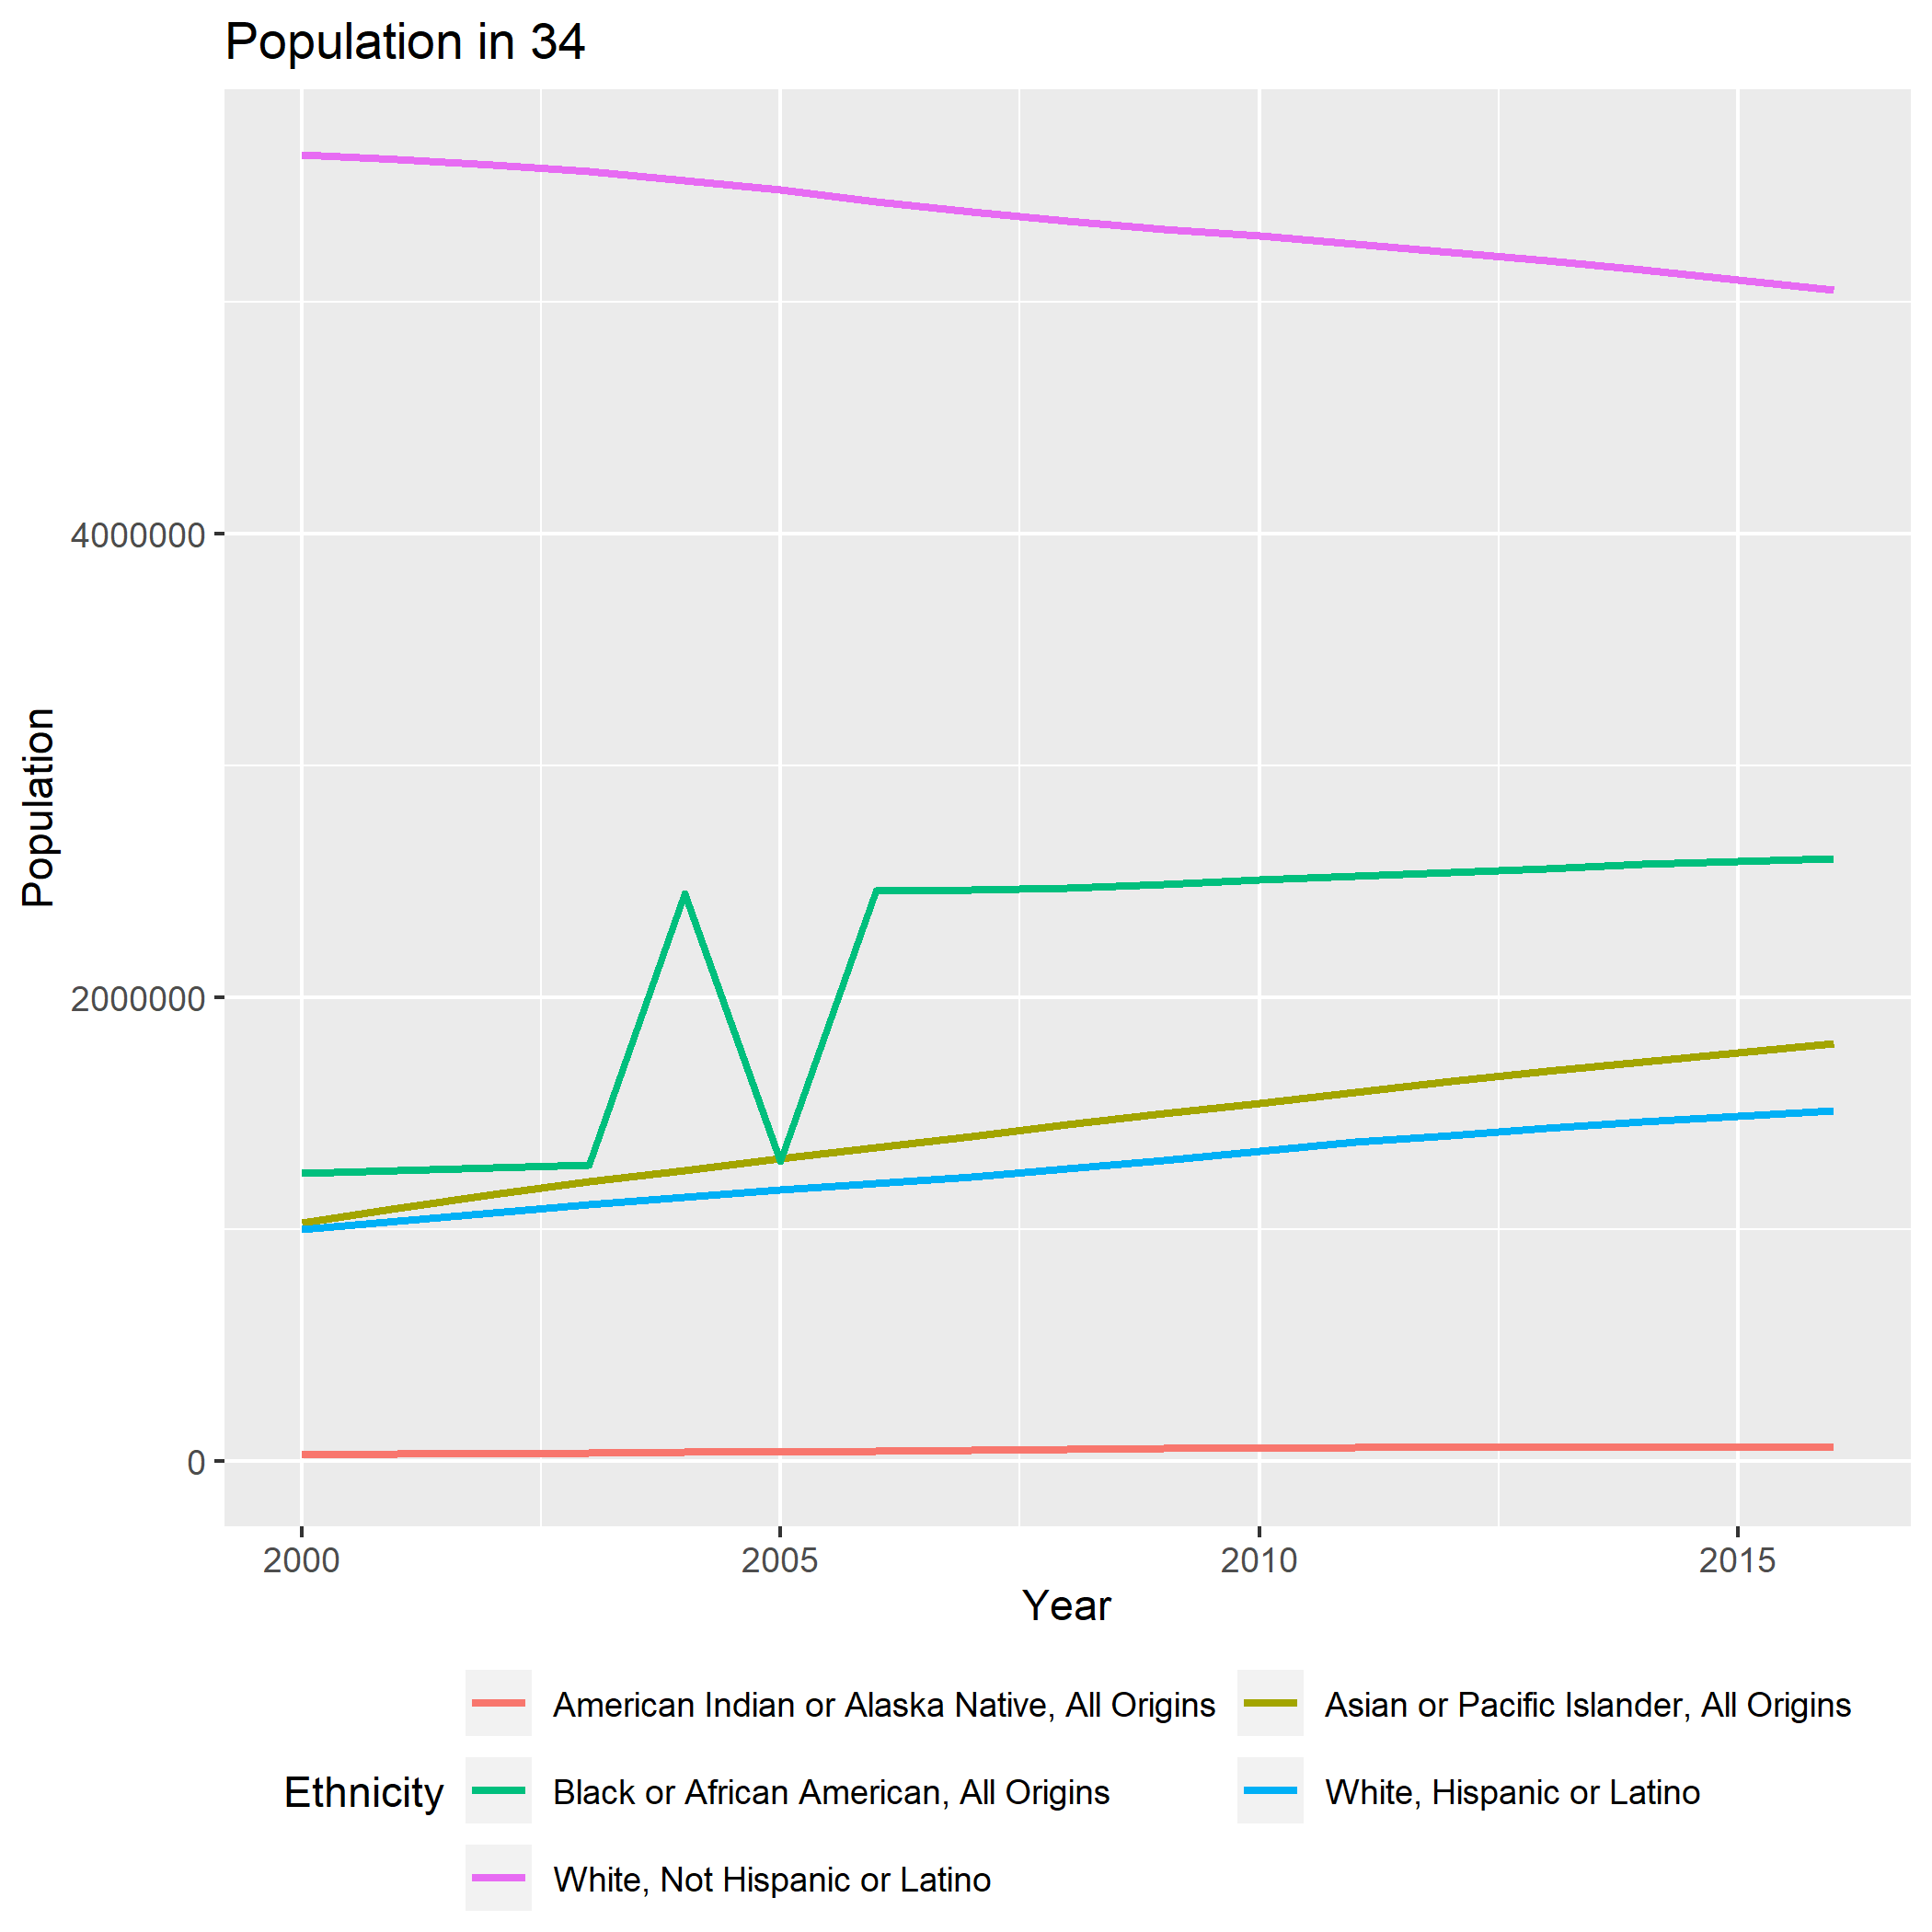 Population in 34
Population
4000000
2000000
0
2000 2005 2010 2015
Year
Ethnicity
American Indian or Alaska Native, All Origins
Asian or Pacific Islander, All Origins
Black or African American, All Origins
White, Hispanic or Latino
White, Not Hispanic or Latino